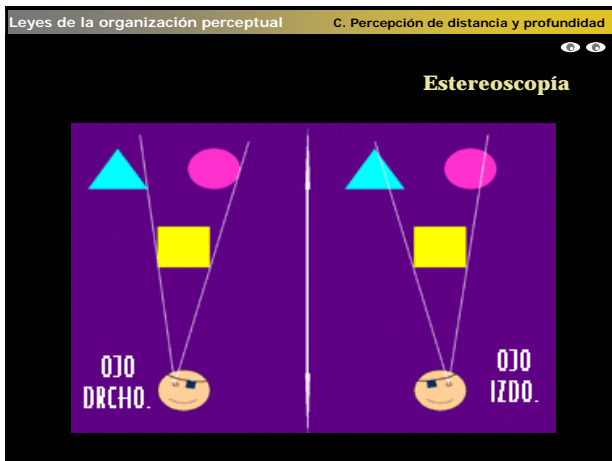 Leyes de la organización perceptual
C. Percepción de distancia y profundidad
Estereoscopía
OJO
DRCHO.
OJO
IZDO.